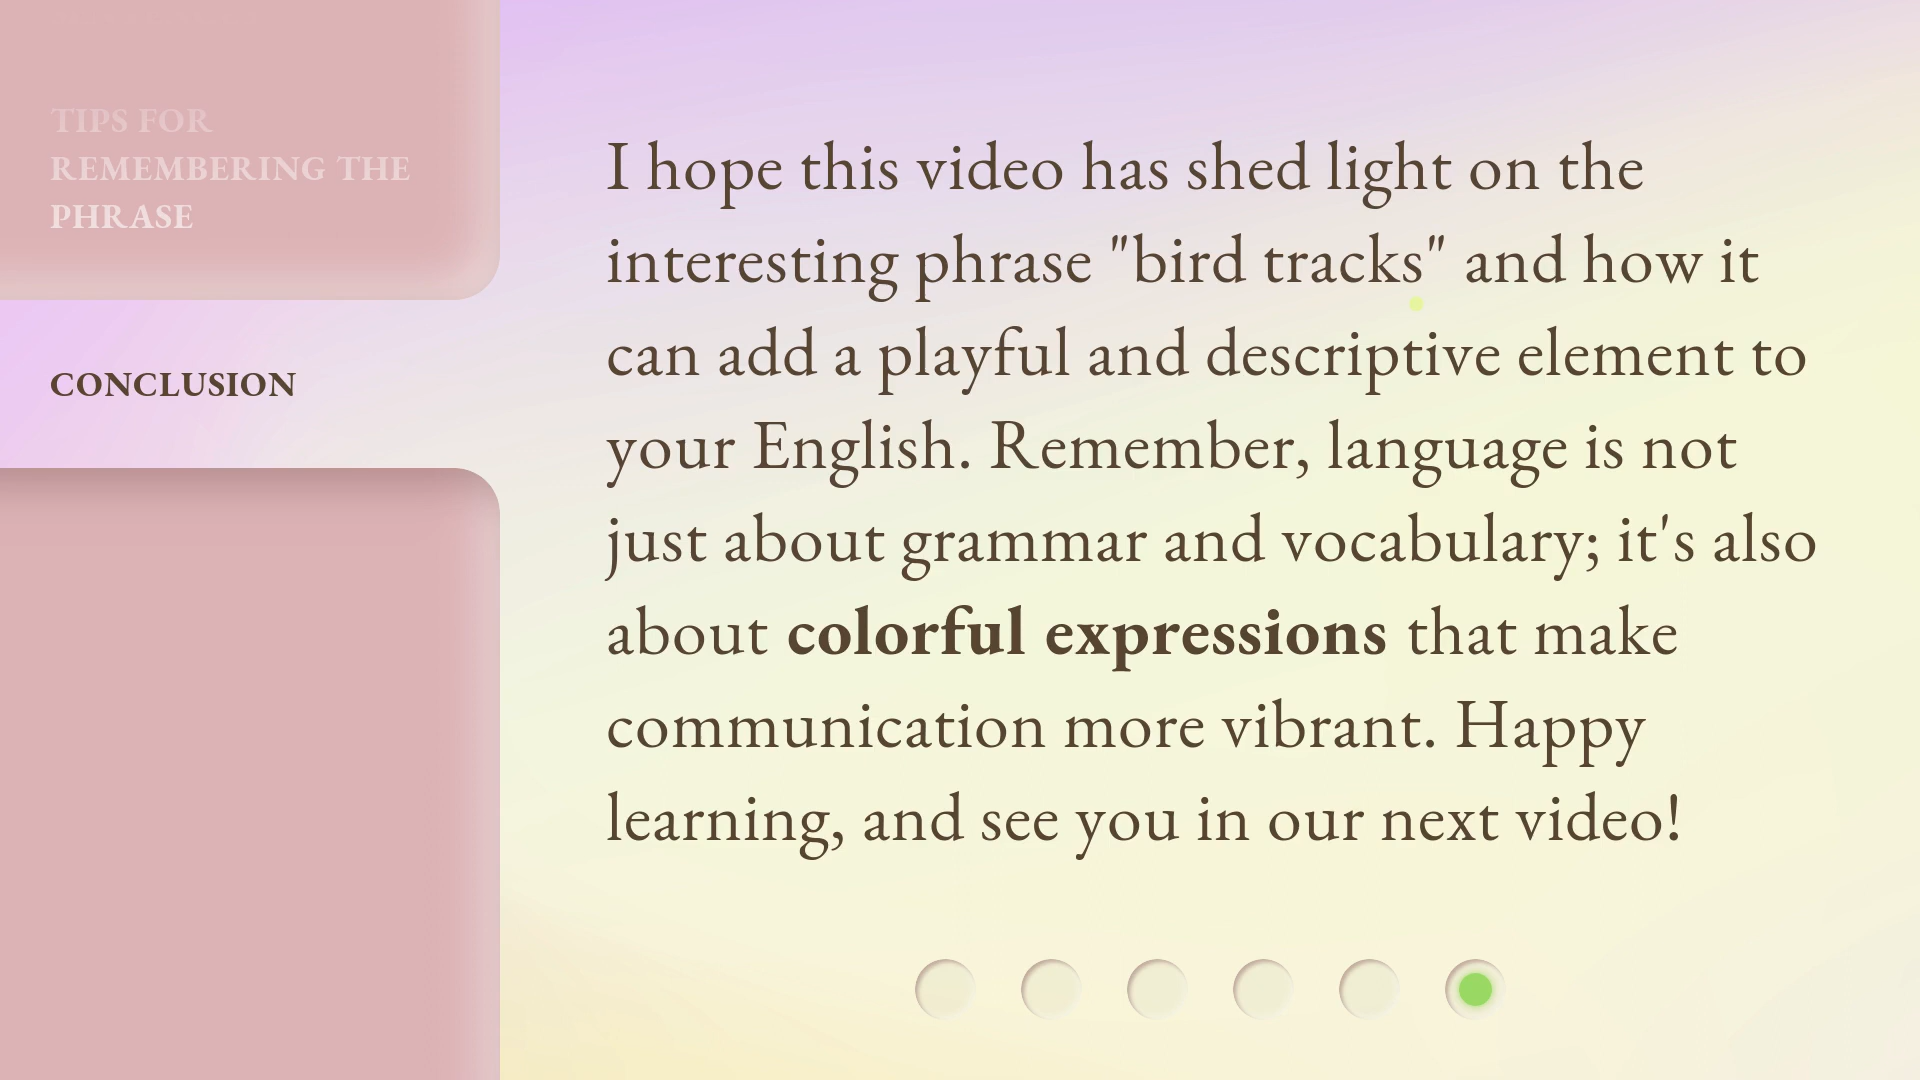 TIPS FOR
REMEMBERING THE
PHRASE
CONCLUSION
I hope this video has shed light on the
interesting phrase "bird tracks" and how it
can add a playful and descriptive element to
your English. Remember, language is not
just about grammar and vocabulary; it's also
about colorful expressions that make
communication more vibrant. Happy
learning, and see you in our next video!